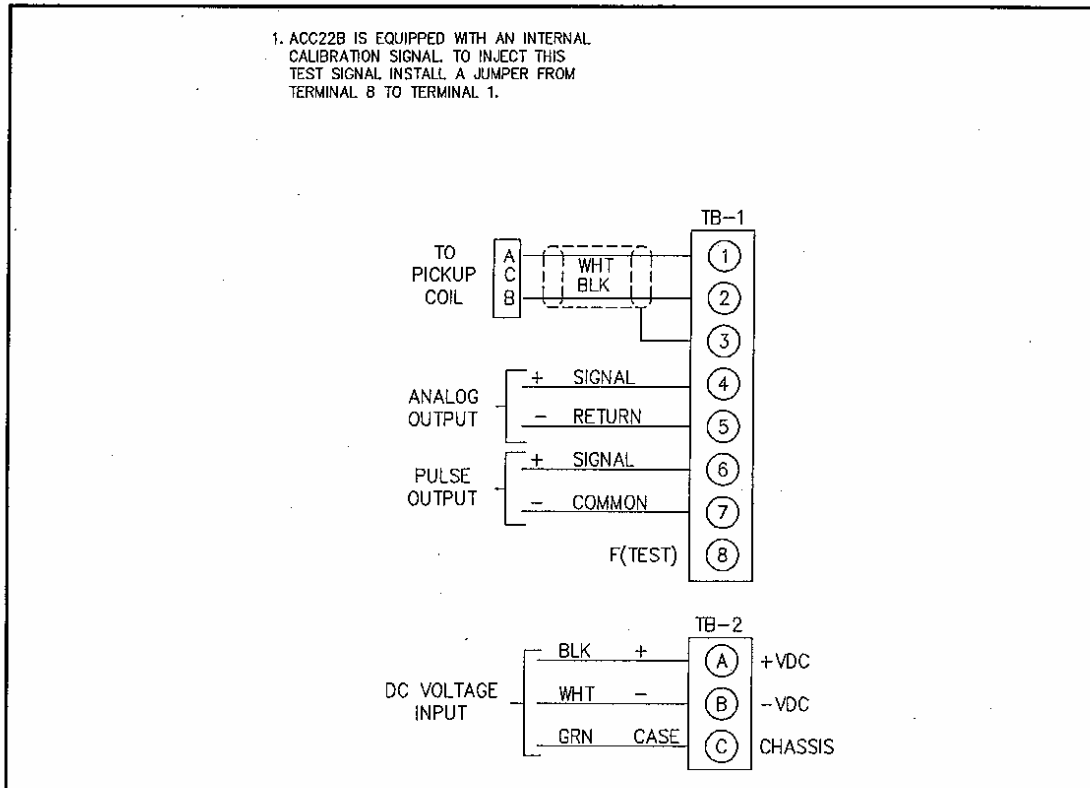 1. ACC22B IS EQUIPPED WITH AN INTERNAL
CALIBRATION SIGNAL. TO INJECT THIS
TEST SIGNAL INSTALL A JUMPER FROM
TERMINAL 8 TO TERMINAL 1.
TB-1
TO
PICKUP
COIL
A
C
B
WHT
BLK
1
2
3
ANALOG
OUTPUT
+ SIGNAL
4
- RETURN
5
PULSE
OUTPUT
+ SIGNAL
6
- COMMON
7
F(TEST)
8
TB-2
DC VOLTAGE
INPUT
BLK +
A
+VDC
WHT -
B
-VDC
GRN CASE
C
CHASSIS